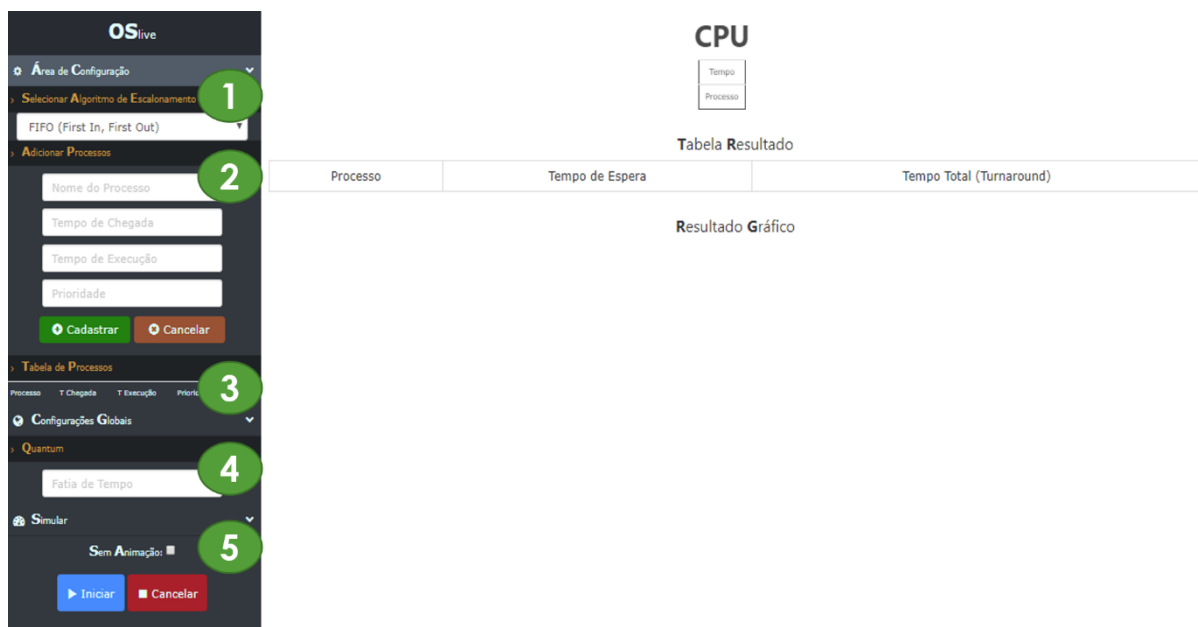 OSlive
Área de Configuração
Selecionar Algoritmo de Escalonamento
1
FIFO (First In, First Out)
Adicionar Processos
2
Nome do Processo
Tempo de Chegada
Tempo de Execução
Prioridade
Cadastrar Cancelar
Tabela de Processos
Processo T Chegada T Execução
3
Configurações Globais
Quantum
4
Fatia de Tempo
Simular
Sem Animação:
5
Iniciar Cancelar
CPU
Tempo
Processo
Tabela Resultado
Processo Tempo de Espera Tempo Total (Turnaround)
Resultado Gráfico